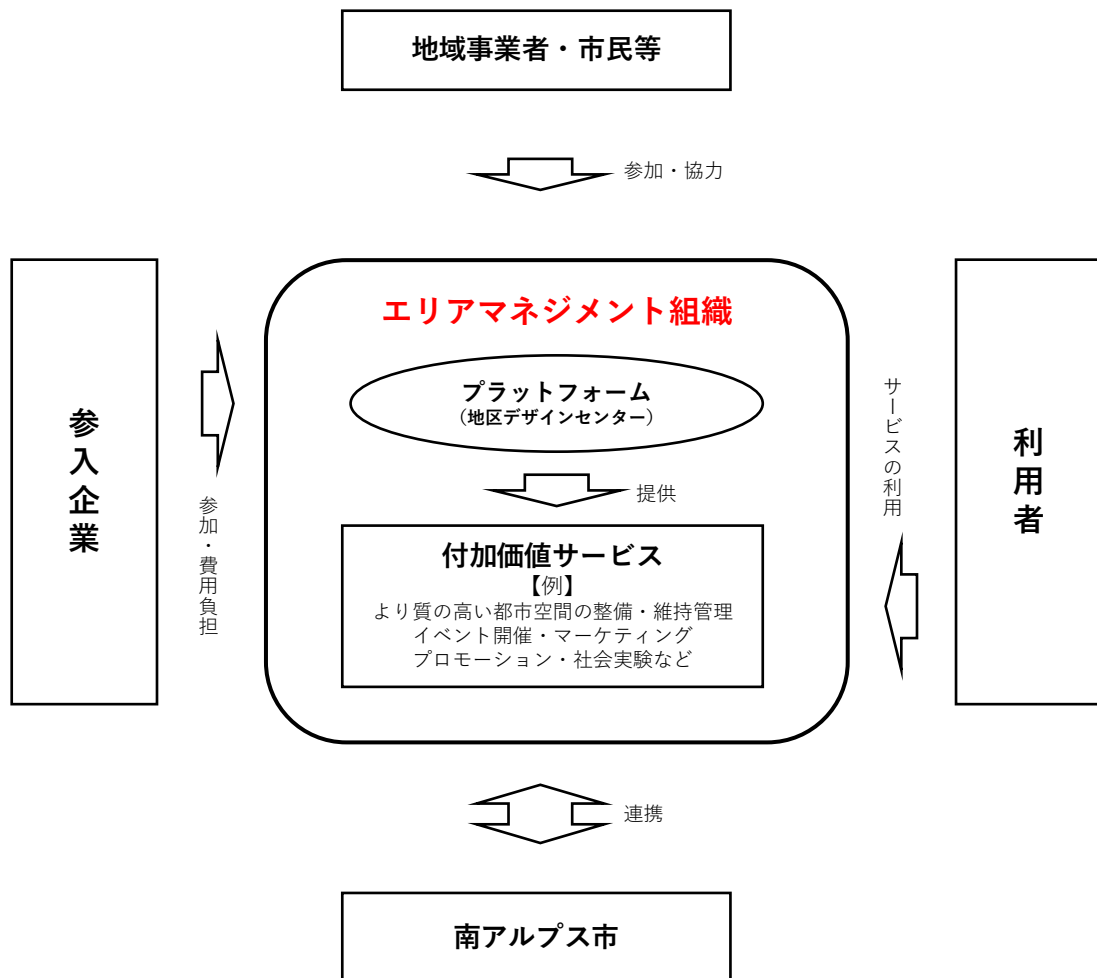 地域事業者・市民等
参加・協力
エリアマネジメント組織
プラットフォーム
（地区デザインセンター）
提供
付加価値サービス
【例】
より質の高い都市空間の整備・維持管理
イベント開催・マーケティング
プロモーション・社会実験など
参入企業
参加・費用負担
サービスの利用
利用者
連携
南アルプス市